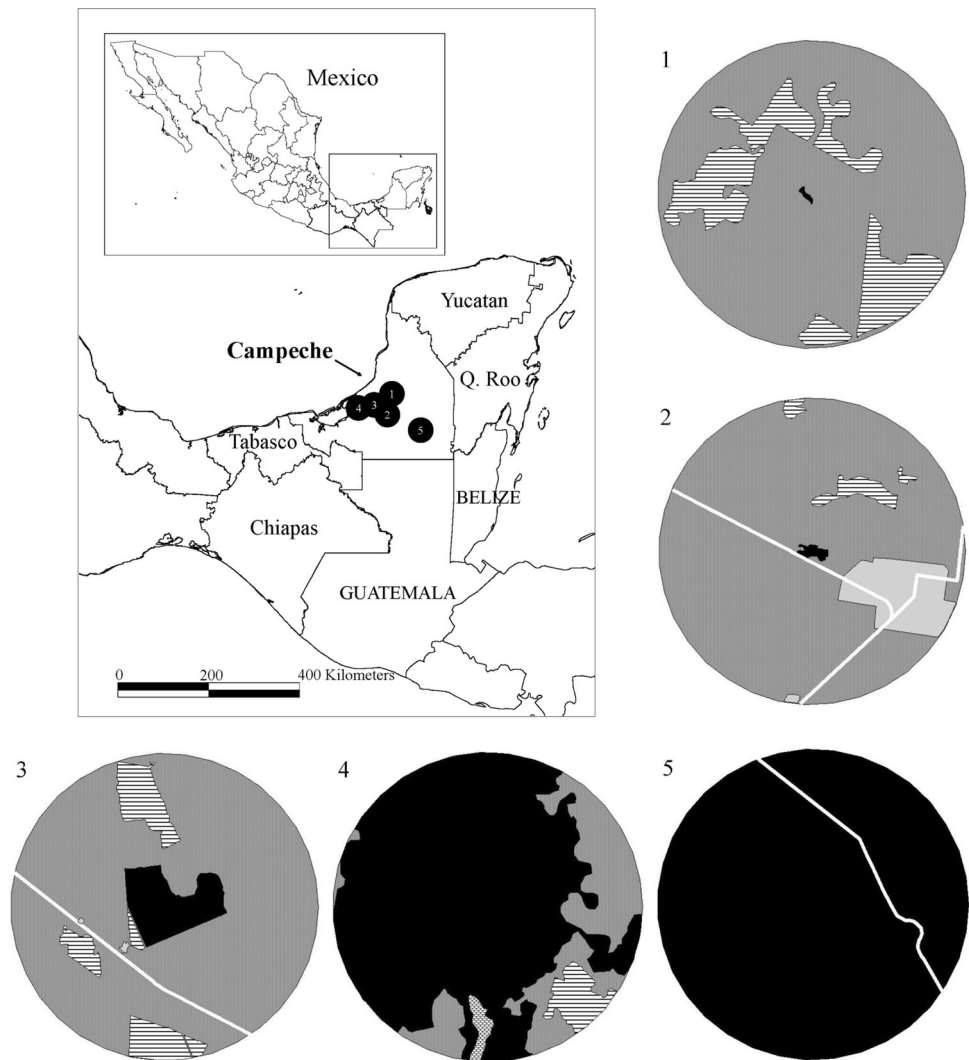 Mexico
Yucatan
Campeche
Q. Roo
1
3
4
2
5
Tabasco
BELIZE
Chiapas
GUATEMALA
0 200 400 Kilometers
1
2
3
4
5